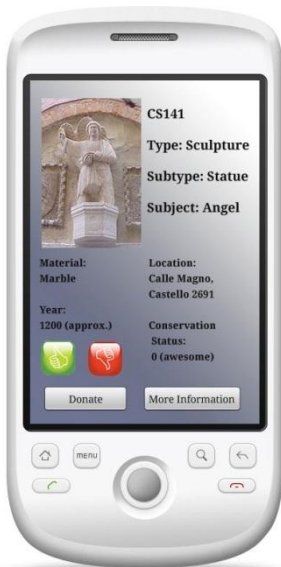 CS141
Type: Sculpture
Subtype: Statue
Subject: Angel
Material:
Marble
Year:
1200 (approx.)
Location:
Calle Magno,
Castello 2691
Conservation
Status:
0 (awesome)
Donate
More Information
menu